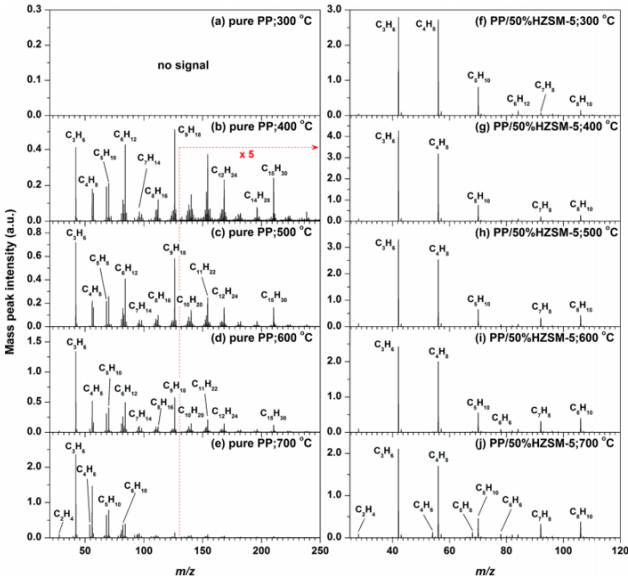 (a) pure PP;300 °C
no signal
0.3
0.2
0.1
0.0
(b) pure PP;400 °C
C₃H₆
C₄H₈
C₅H₁₀
C₆H₁₂
C₇H₁₄
C₈H₁₆
C₉H₁₈
x 5
C₁₂H₂₄
C₁₄H₂₈
C₁₅H₃₀
0.4
0.2
0.0
(c) pure PP;500 °C
C₃H₆
C₄H₈
C₅H₈
C₆H₁₂
C₇H₁₄
C₈H₁₆
C₉H₁₈
C₁₀H₂₀
C₁₁H₂₂
C₁₂H₂₄
C₁₅H₃₀
0.8
0.6
0.4
0.2
0.0
(d) pure PP;600 °C
C₃H₆
C₄H₈
C₅H₁₀
C₆H₁₂
C₇H₁₄
C₈H₁₆
C₉H₁₈
C₁₀H₂₀
C₁₁H₂₂
C₁₂H₂₄
C₁₅H₃₀
1.5
1.0
0.5
0.0
(e) pure PP;700 °C
C₂H₄
C₃H₆
C₄H₆
C₅H₁₀
C₆H₁₀
2.0
1.0
0.0
50 100 150 200 250
m/z
Mass peak intensity (a.u.)
(f) PP/50%HZSM-5;300 °C
C₃H₆
C₄H₈
C₅H₁₀
C₆H₁₂
C₇H₈
C₈H₁₀
3.0
2.0
1.0
0.0
(g) PP/50%HZSM-5;400 °C
C₃H₆
C₄H₈
C₅H₁₀
C₇H₈
C₈H₁₀
4.0
3.0
2.0
1.0
0.0
(h) PP/50%HZSM-5;500 °C
C₃H₆
C₄H₈
C₅H₁₀
C₇H₈
C₈H₁₀
3.0
2.0
1.0
0.0
(i) PP/50%HZSM-5;600 °C
C₃H₆
C₄H₈
C₅H₁₀
C₆H₆
C₇H₈
C₈H₁₀
2.0
1.0
0.0
(j) PP/50%HZSM-5;700 °C
C₂H₄
C₃H₆
C₄H₆
C₄H₈
C₅H₈
C₅H₁₀
C₆H₆
C₇H₈
C₈H₁₀
2.0
1.0
0.0
40 60 80 100 120
m/z